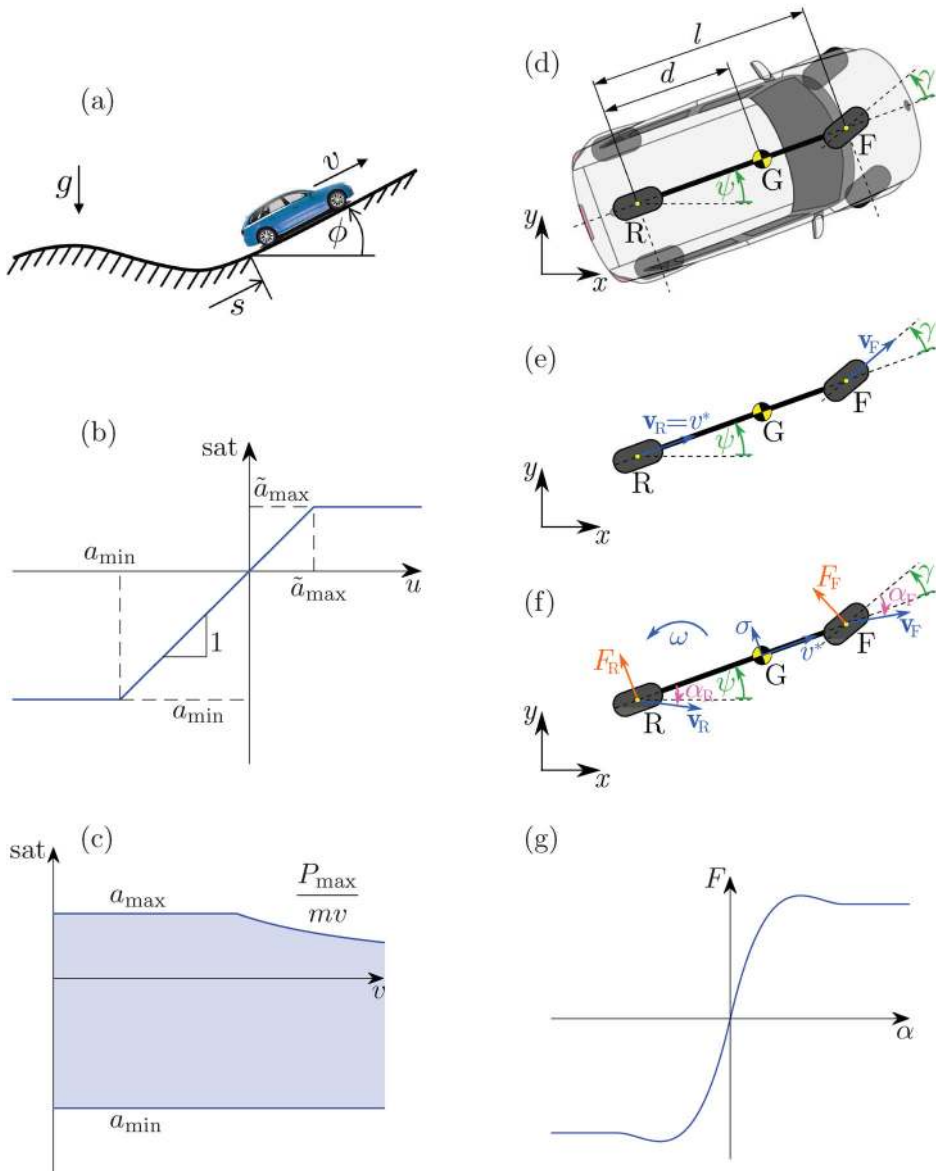 (a)
g
v
ϕ
s
(b)
sat
ã_max
a_min
ã_max
u
1
a_min
(c)
sat
a_max
P_max
mv
v
a_min
(d)
l
d
γ
F
G
ψ
R
y
x
(e)
v_F
γ
F
v_R=v*
G
ψ
R
y
x
(f)
F_F
γ
α_F
ω
σ
v_F
F
v*
F_R
G
ψ
α_R
R
v_R
y
x
(g)
F
α